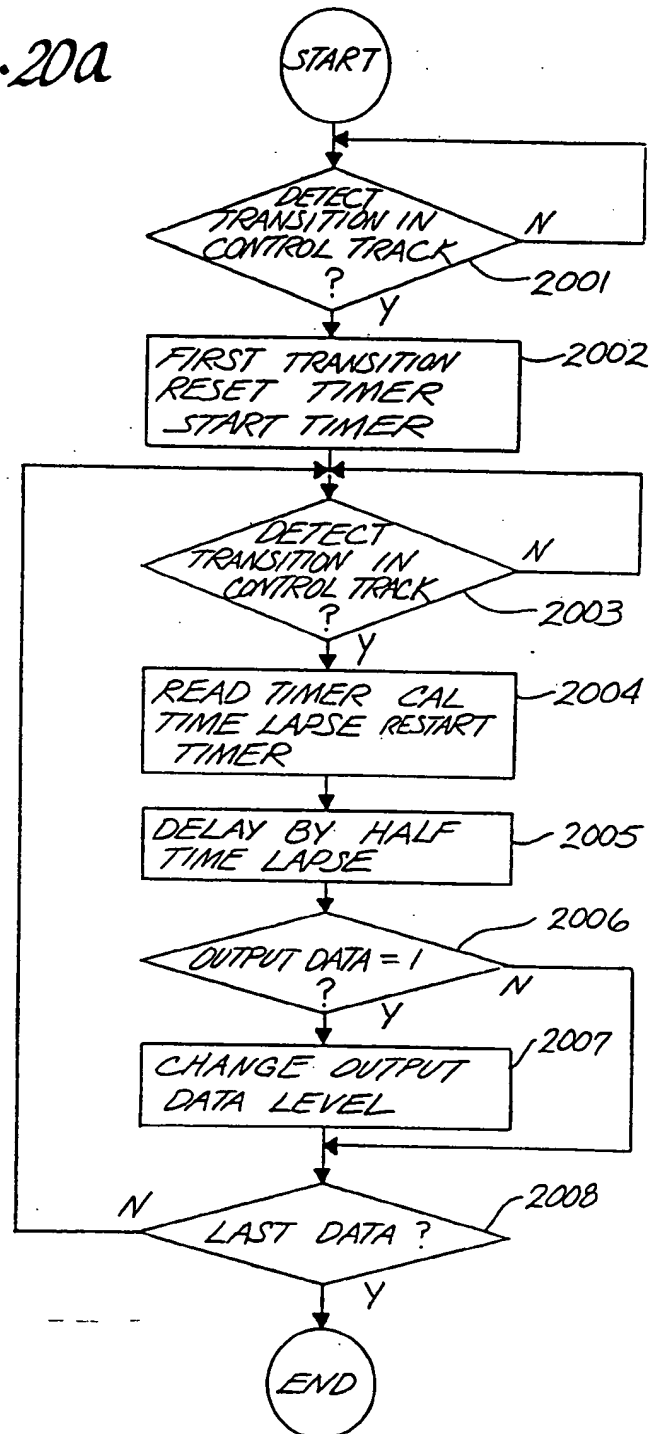 .20a
START
DETECT
TRANSITION IN
CONTROL TRACK
?
N
2001
Y
FIRST TRANSITION
RESET TIMER
START TIMER
2002
DETECT
TRANSITION IN
CONTROL TRACK
?
N
2003
Y
READ TIMER CAL
TIME LAPSE RESTART
TIMER
2004
DELAY BY HALF
TIME LAPSE
2005
2006
OUTPUT DATA = 1
?
N
Y
CHANGE OUTPUT
DATA LEVEL
2007
N
LAST DATA ?
2008
Y
END